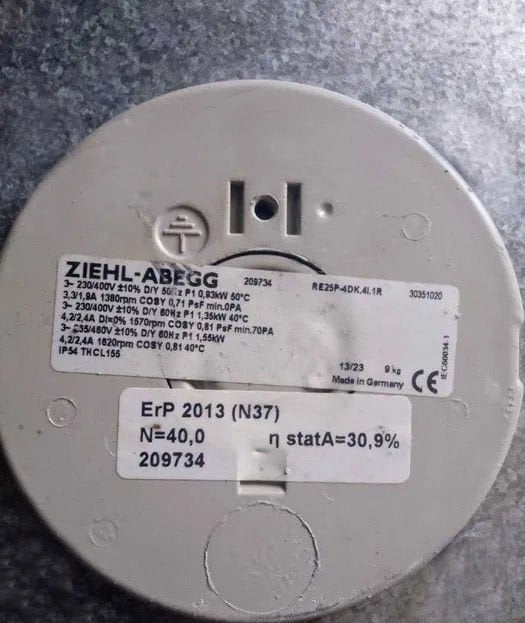 ZIEHL-ABEGG 209734 RE25P-4DK.4I.1R 30351020
3~ 230/400V ±10% D/Y 50Hz P1 0,93kW 50°C
3,3/1,9A 1380rpm COSY 0,71 PsF min.0PA
3~ 230/400V ±10% D/Y 60Hz P1 1,35kW 40°C
4,2/2,4A DI=0% 1570rpm COSY 0,81 PsF min.70PA
3~ 265/460V ±10% D/Y 60Hz P1 1,55kW
4,2/2,4A 1620rpm COSY 0,81 40°C
IP54 THCL155
13/23 9 kg
Made in Germany CE
IEC60034-1
ErP 2013 (N37)
N=40,0 η statA=30,9%
209734